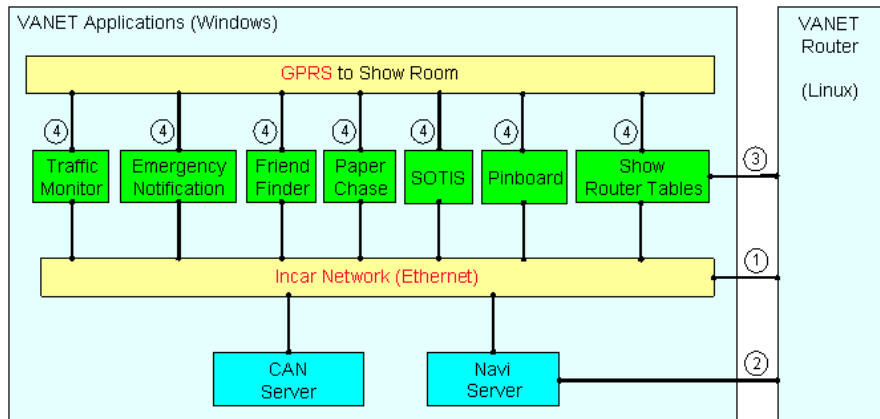 VANET Applications (Windows)
VANET
Router
(Linux)
GPRS to Show Room
4
4
4
4
4
4
4
Traffic
Monitor
Emergency
Notification
Friend
Finder
Paper
Chase
SOTIS
Pinboard
Show
Router Tables
3
Incar Network (Ethernet)
1
CAN
Server
Navi
Server
2